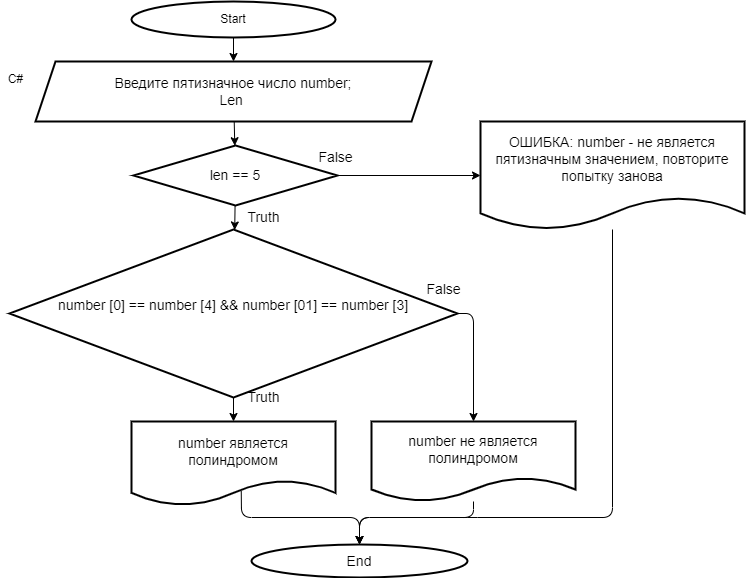 Start
C#
Введите пятизначное число number;
Len
ОШИБКА: number - не является
пятизначным значением, повторите
попытку занова
False
len == 5
Truth
False
number [0] == number [4] && number [01] == number [3]
Truth
number является
полиндромом
number не является
полиндромом
End